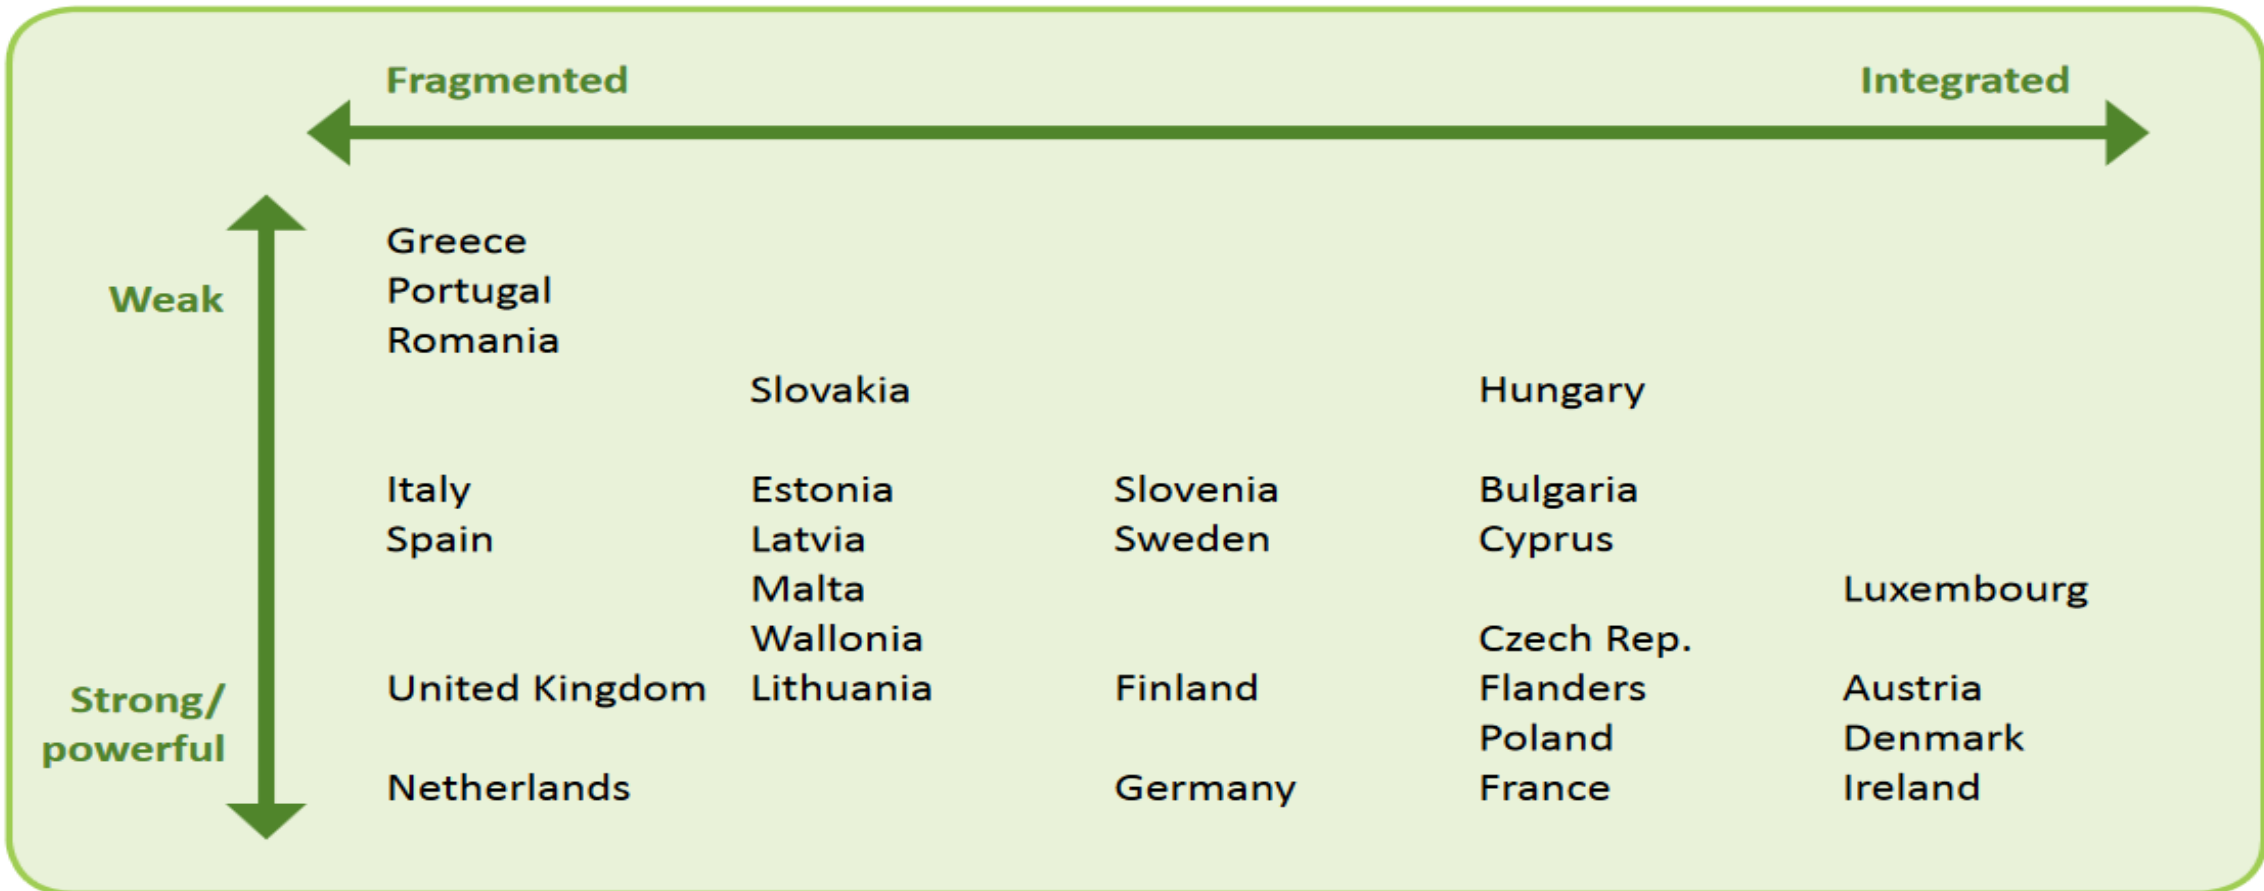 Fragmented Integrated
Greece
Weak Portugal
Romania
Slovakia Hungary
Italy Estonia Slovenia Bulgaria
Spain Latvia Sweden Cyprus
Malta Luxembourg
Wallonia Czech Rep.
Strong/ United Kingdom Lithuania Finland Flanders Austria
powerful Poland Denmark
Netherlands Germany France Ireland